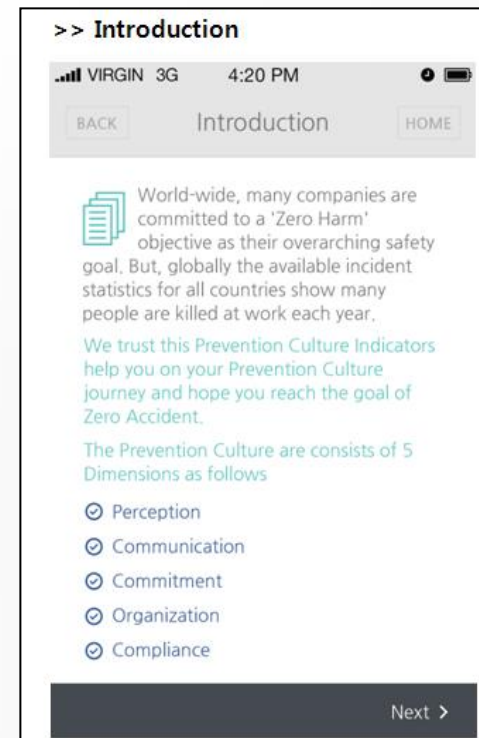 >> Introduction
VIRGIN 3G 4:20 PM
BACK Introduction HOME
World-wide, many companies are
committed to a 'Zero Harm'
objective as their overarching safety
goal. But, globally the available incident
statistics for all countries show many
people are killed at work each year.
We trust this Prevention Culture Indicators
help you on your Prevention Culture
journey and hope you reach the goal of
Zero Accident.
The Prevention Culture are consists of 5
Dimensions as follows
Perception
Communication
Commitment
Organization
Compliance
Next >